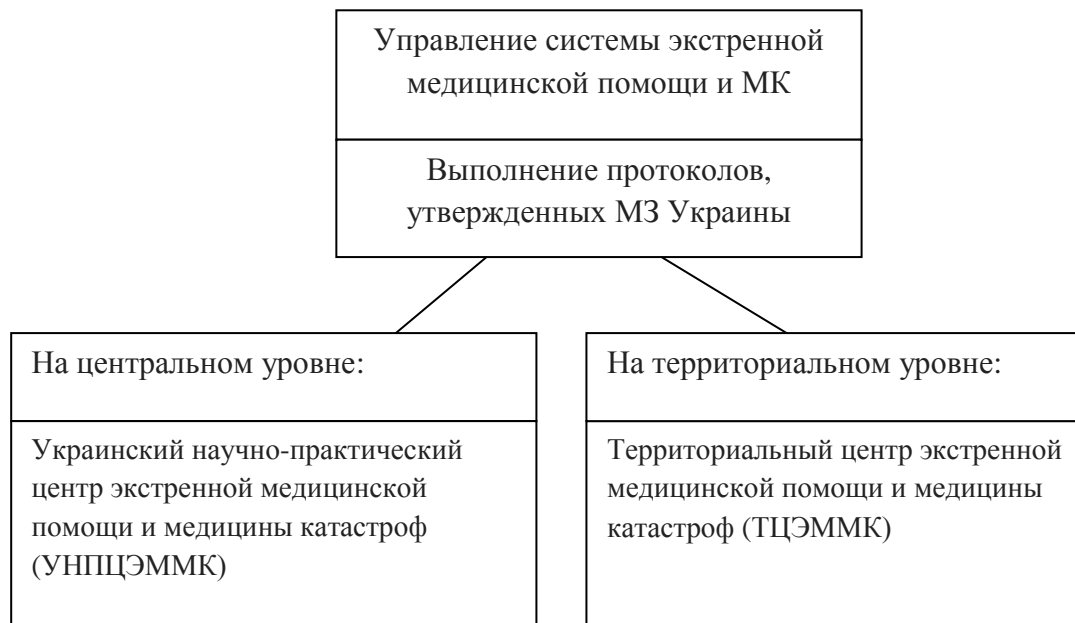 Управление системы экстренной
медицинской помощи и МК
Выполнение протоколов,
утвержденных МЗ Украины
На центральном уровне:
Украинский научно-практический
центр экстренной медицинской
помощи и медицины катастроф
(УНПЦЭММК)
На территориальном уровне:
Территориальный центр экстренной
медицинской помощи и медицины
катастроф (ТЦЭММК)